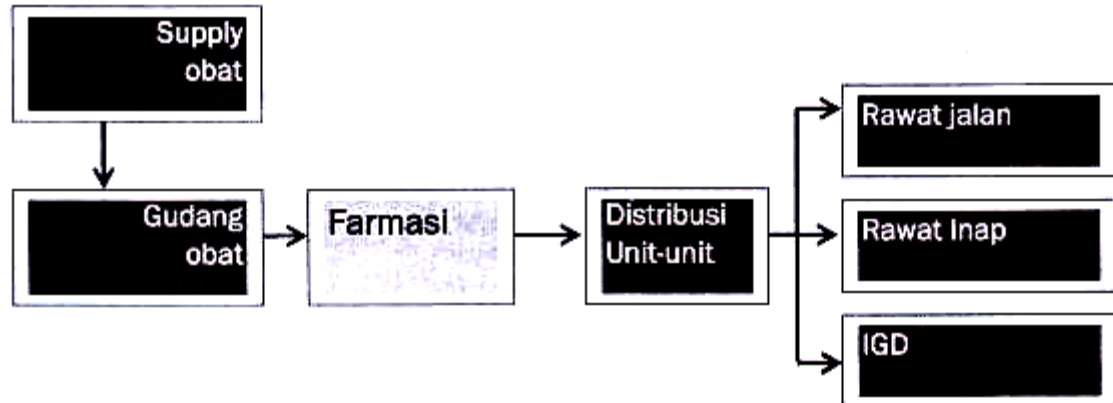 Supply
obat
Gudang
obat
Farmasi
Distribusi
Unit-unit
Rawat jalan
Rawat Inap
IGD